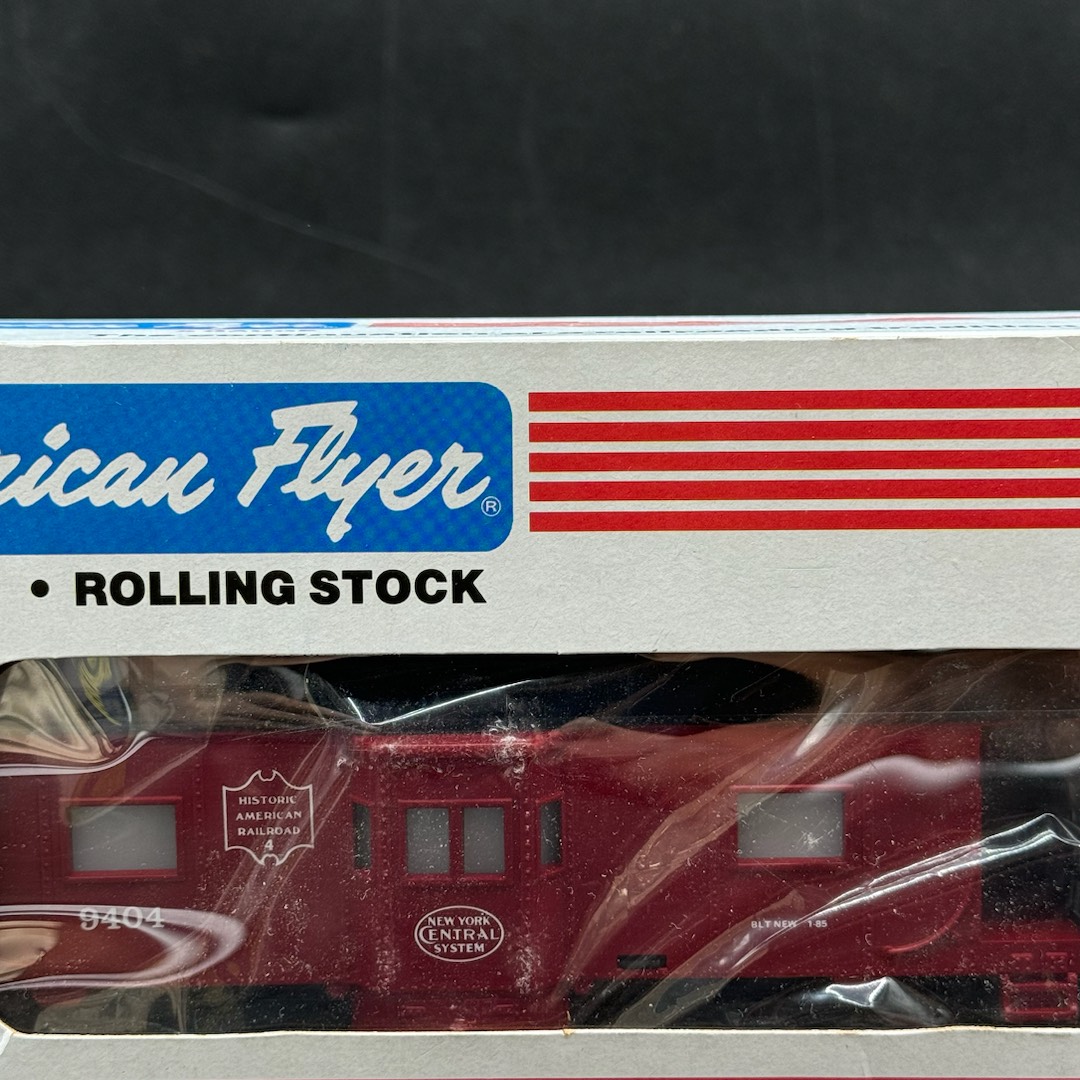 rican Flyer®
• ROLLING STOCK
HISTORIC
AMERICAN
RAILROAD
4
9404
NEW YORK
CENTRAL
SYSTEM
BLT NEW 1-85